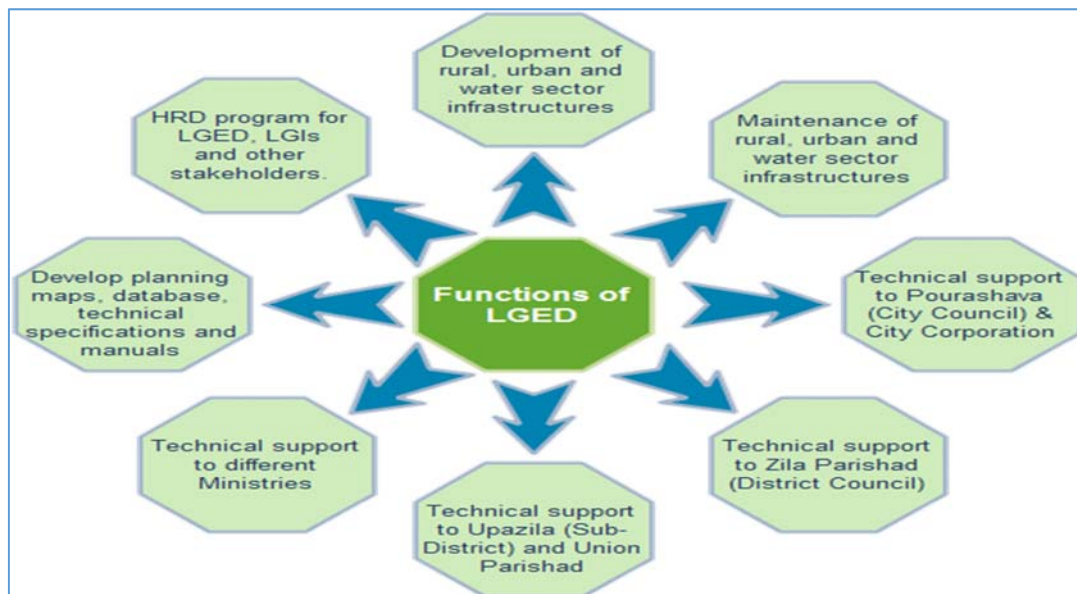 Development of
rural, urban and
water sector
infrastructures
Maintenance of
rural, urban and
water sector
infrastructures
Technical support
to Pourashava
(City Council) &
City Corporation
Technical support
to Zila Parishad
(District Council)
Technical support
to Upazila (Sub-
District) and Union
Parishad
Technical support
to different
Ministries
Develop planning
maps, database,
technical
specifications and
manuals
HRD program for
LGED, LGIs
and other
stakeholders.
Functions of
LGED